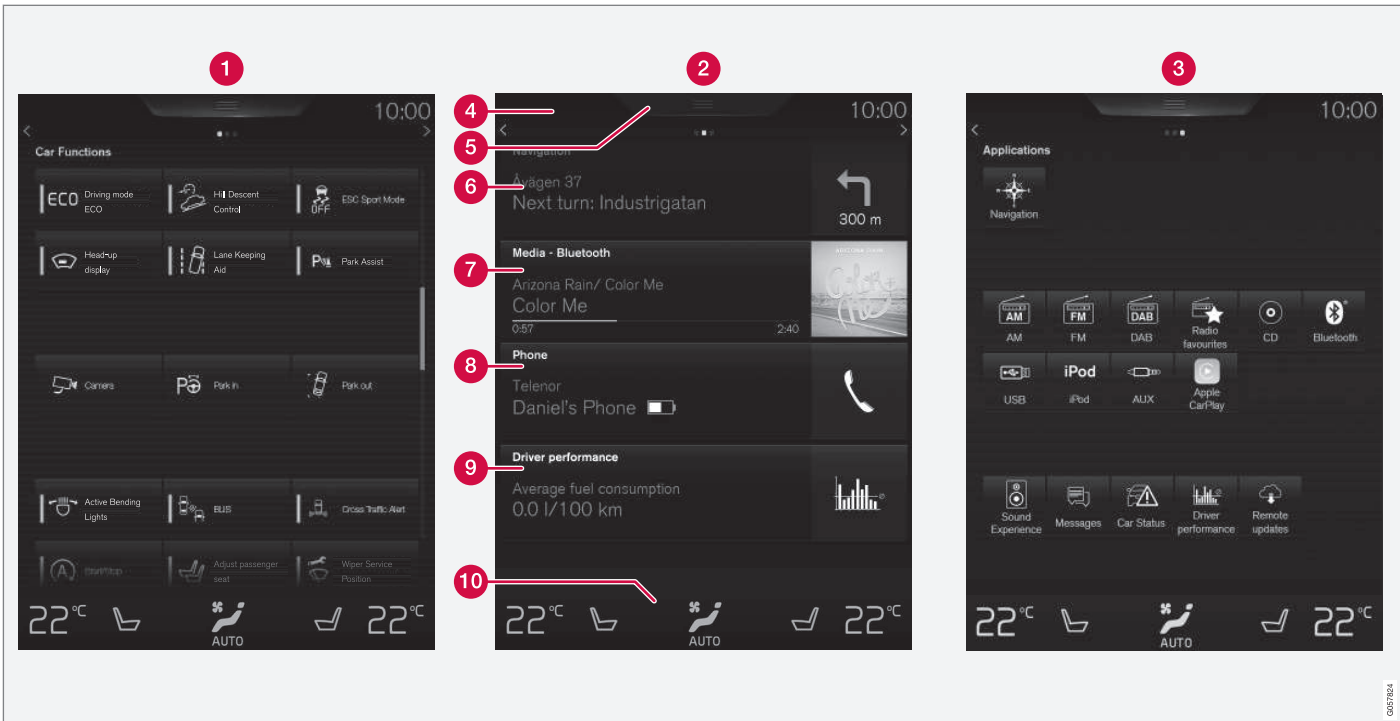 1
10:00
<
>
Car Functions
ECO
Driving mode
ECO
Hill Descent
Control
OFF
ESC Sport Mode
Head-up
display
Lane Keeping
Aid
P
Park Assist
Camera
P
Park in
Park out
Active Bending
Lights
BLIS
Cross Traffic Alert
A
Start/Stop
Adjust passenger
seat
Wiper Service
Position
22°C
AUTO
22°C
2
4
5
6
7
8
9
10
10:00
<
>
Navigation
Åvägen 37
Next turn: Industrigatan
300 m
Media - Bluetooth
Arizona Rain/ Color Me
Color Me
0:57
2:40
ARIZONA RAIN
Color Me
Phone
Telenor
Daniel's Phone
Driver performance
Average fuel consumption
0.0 l/100 km
22°C
AUTO
22°C
3
10:00
<
Applications
Navigation
AM
AM
FM
FM
DAB
DAB
Radio
favourites
CD
Bluetooth
USB
iPod
iPod
AUX
Apple
CarPlay
Sound
Experience
Messages
Car Status
Driver
performance
Remote
updates
22°C
AUTO
22°C
G057824